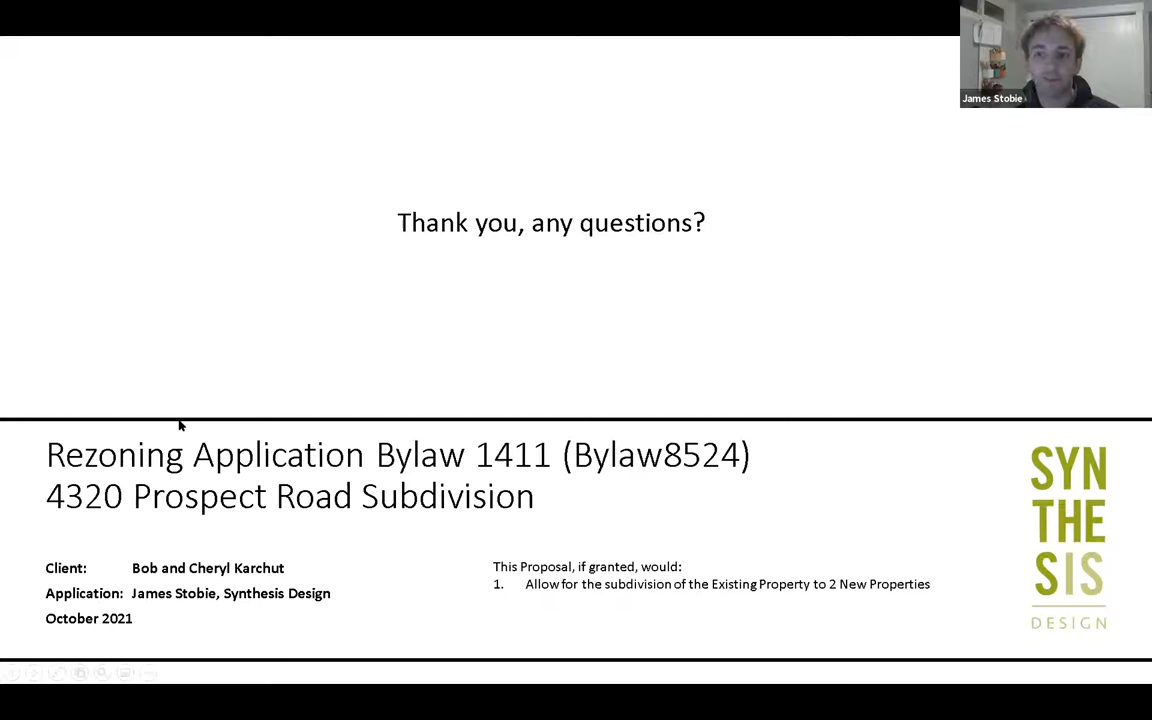 James Stobie
Thank you, any questions?
Rezoning Application Bylaw 1411 (Bylaw8524)
4320 Prospect Road Subdivision
Client: Bob and Cheryl Karchut
Application: James Stobie, Synthesis Design
October 2021
This Proposal, if granted, would:
1. Allow for the subdivision of the Existing Property to 2 New Properties
SYN
THE
SIS
DESIGN